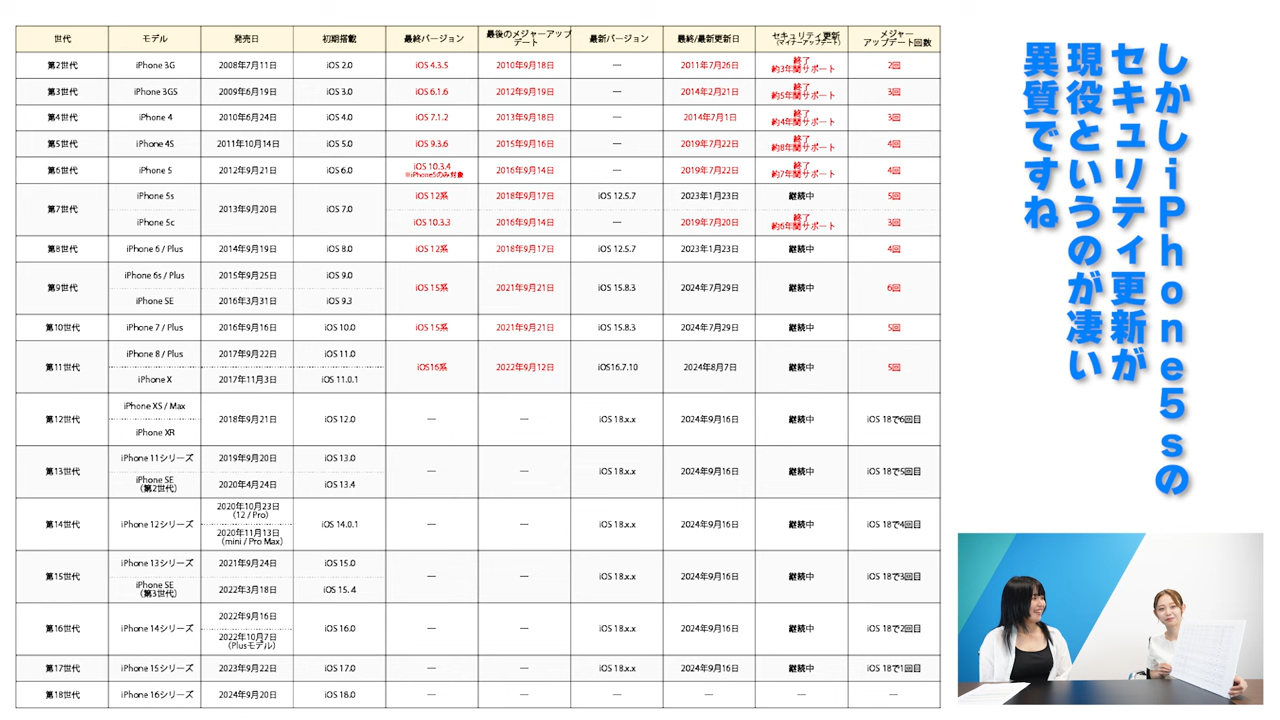 世代 モデル 発売日 初期搭載 最終バージョン 最後のメジャーアップデート 最新バージョン 最終/最新更新日 セキュリティ更新(マイナーアップデート) メジャーアップデート回数
第2世代 iPhone 3G 2008年7月11日 iOS 2.0 iOS 4.3.5 2010年9月18日 — 2011年7月26日 終了 約3年間サポート 2回
第3世代 iPhone 3GS 2009年6月19日 iOS 3.0 iOS 6.1.6 2012年9月19日 — 2014年2月21日 終了 約5年間サポート 3回
第4世代 iPhone 4 2010年6月24日 iOS 4.0 iOS 7.1.2 2013年9月18日 — 2014年7月1日 終了 約4年間サポート 3回
第5世代 iPhone 4S 2011年10月14日 iOS 5.0 iOS 9.3.6 2015年9月16日 — 2019年7月22日 終了 約8年間サポート 4回
第6世代 iPhone 5 2012年9月21日 iOS 6.0 iOS 10.3.4 ※iPhone5のみ対象 2016年9月14日 — 2019年7月22日 終了 約7年間サポート 4回
第7世代 iPhone 5s 2013年9月20日 iOS 7.0 iOS 12系 2018年9月17日 iOS 12.5.7 2023年1月23日 継続中 5回
iPhone 5c iOS 10.3.3 2016年9月14日 — 2019年7月20日 終了 約6年間サポート 3回
第8世代 iPhone 6 / Plus 2014年9月19日 iOS 8.0 iOS 12系 2018年9月17日 iOS 12.5.7 2023年1月23日 継続中 4回
第9世代 iPhone 6s / Plus 2015年9月25日 iOS 9.0 iOS 15系 2021年9月21日 iOS 15.8.3 2024年7月29日 継続中 6回
iPhone SE 2016年3月31日 iOS 9.3
第10世代 iPhone 7 / Plus 2016年9月16日 iOS 10.0 iOS 15系 2021年9月21日 iOS 15.8.3 2024年7月29日 継続中 5回
第11世代 iPhone 8 / Plus 2017年9月22日 iOS 11.0 iOS16系 2022年9月12日 iOS16.7.10 2024年8月7日 継続中 5回
iPhone X 2017年11月3日 iOS 11.0.1
第12世代 iPhone XS / Max 2018年9月21日 iOS 12.0 — — iOS 18.x.x 2024年9月16日 継続中 iOS 18で6回目
iPhone XR
第13世代 iPhone 11シリーズ 2019年9月20日 iOS 13.0 — — iOS 18.x.x 2024年9月16日 継続中 iOS 18で5回目
iPhone SE (第2世代) 2020年4月24日 iOS 13.4
第14世代 iPhone 12シリーズ 2020年10月23日 (12 / Pro) iOS 14.0.1 — — iOS 18.x.x 2024年9月16日 継続中 iOS 18で4回目
2020年11月13日 (mini / Pro Max)
第15世代 iPhone 13シリーズ 2021年9月24日 iOS 15.0 — — iOS 18.x.x 2024年9月16日 継続中 iOS 18で3回目
iPhone SE (第3世代) 2022年3月18日 iOS 15.4
第16世代 iPhone 14シリーズ 2022年9月16日 iOS 16.0 — — iOS 18.x.x 2024年9月16日 継続中 iOS 18で2回目
2022年10月7日 (Plusモデル)
第17世代 iPhone 15シリーズ 2023年9月22日 iOS 17.0 — — iOS 18.x.x 2024年9月16日 継続中 iOS 18で1回目
第18世代 iPhone 16シリーズ 2024年9月20日 iOS 18.0 — — — — — —
しかしiPhone5sの
セキュリティ更新が
現役というのが凄い
異質ですね